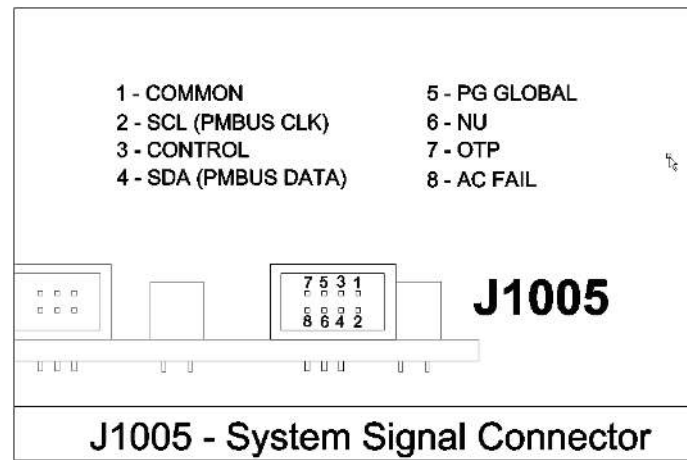 1 - COMMON
2 - SCL (PMBUS CLK)
3 - CONTROL
4 - SDA (PMBUS DATA)
5 - PG GLOBAL
6 - NU
7 - OTP
8 - AC FAIL
7 5 3 1
8 6 4 2
J1005
J1005 - System Signal Connector